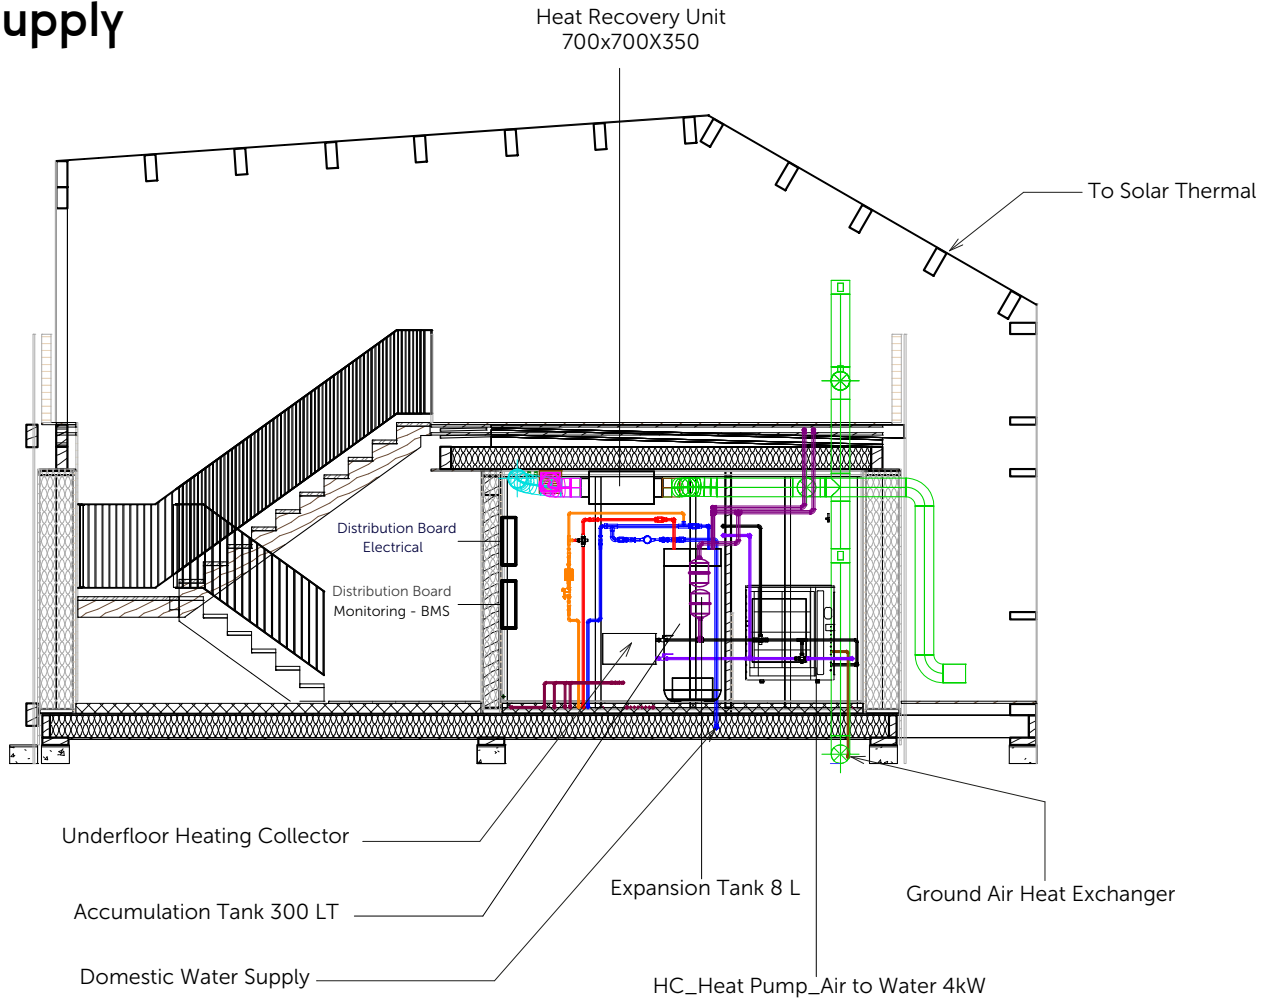 upply
Heat Recovery Unit
700x700X350
To Solar Thermal
Distribution Board
Electrical
Distribution Board
Monitoring - BMS
Underfloor Heating Collector
Expansion Tank 8 L
Ground Air Heat Exchanger
Accumulation Tank 300 LT
Domestic Water Supply
HC_Heat Pump_Air to Water 4kW